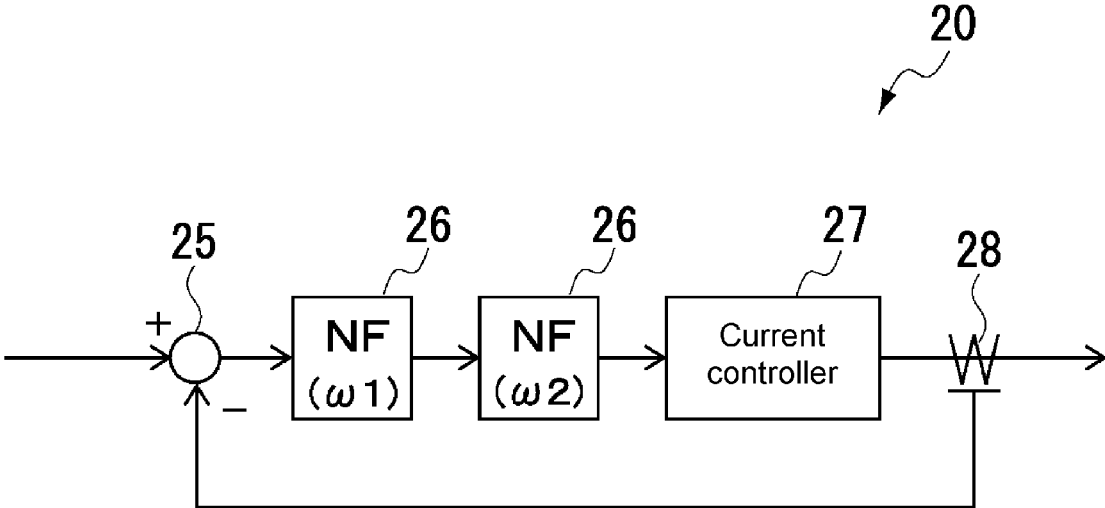 20
25
26
26
27
28
+
−
NF
(ω1)
NF
(ω2)
Current
controller